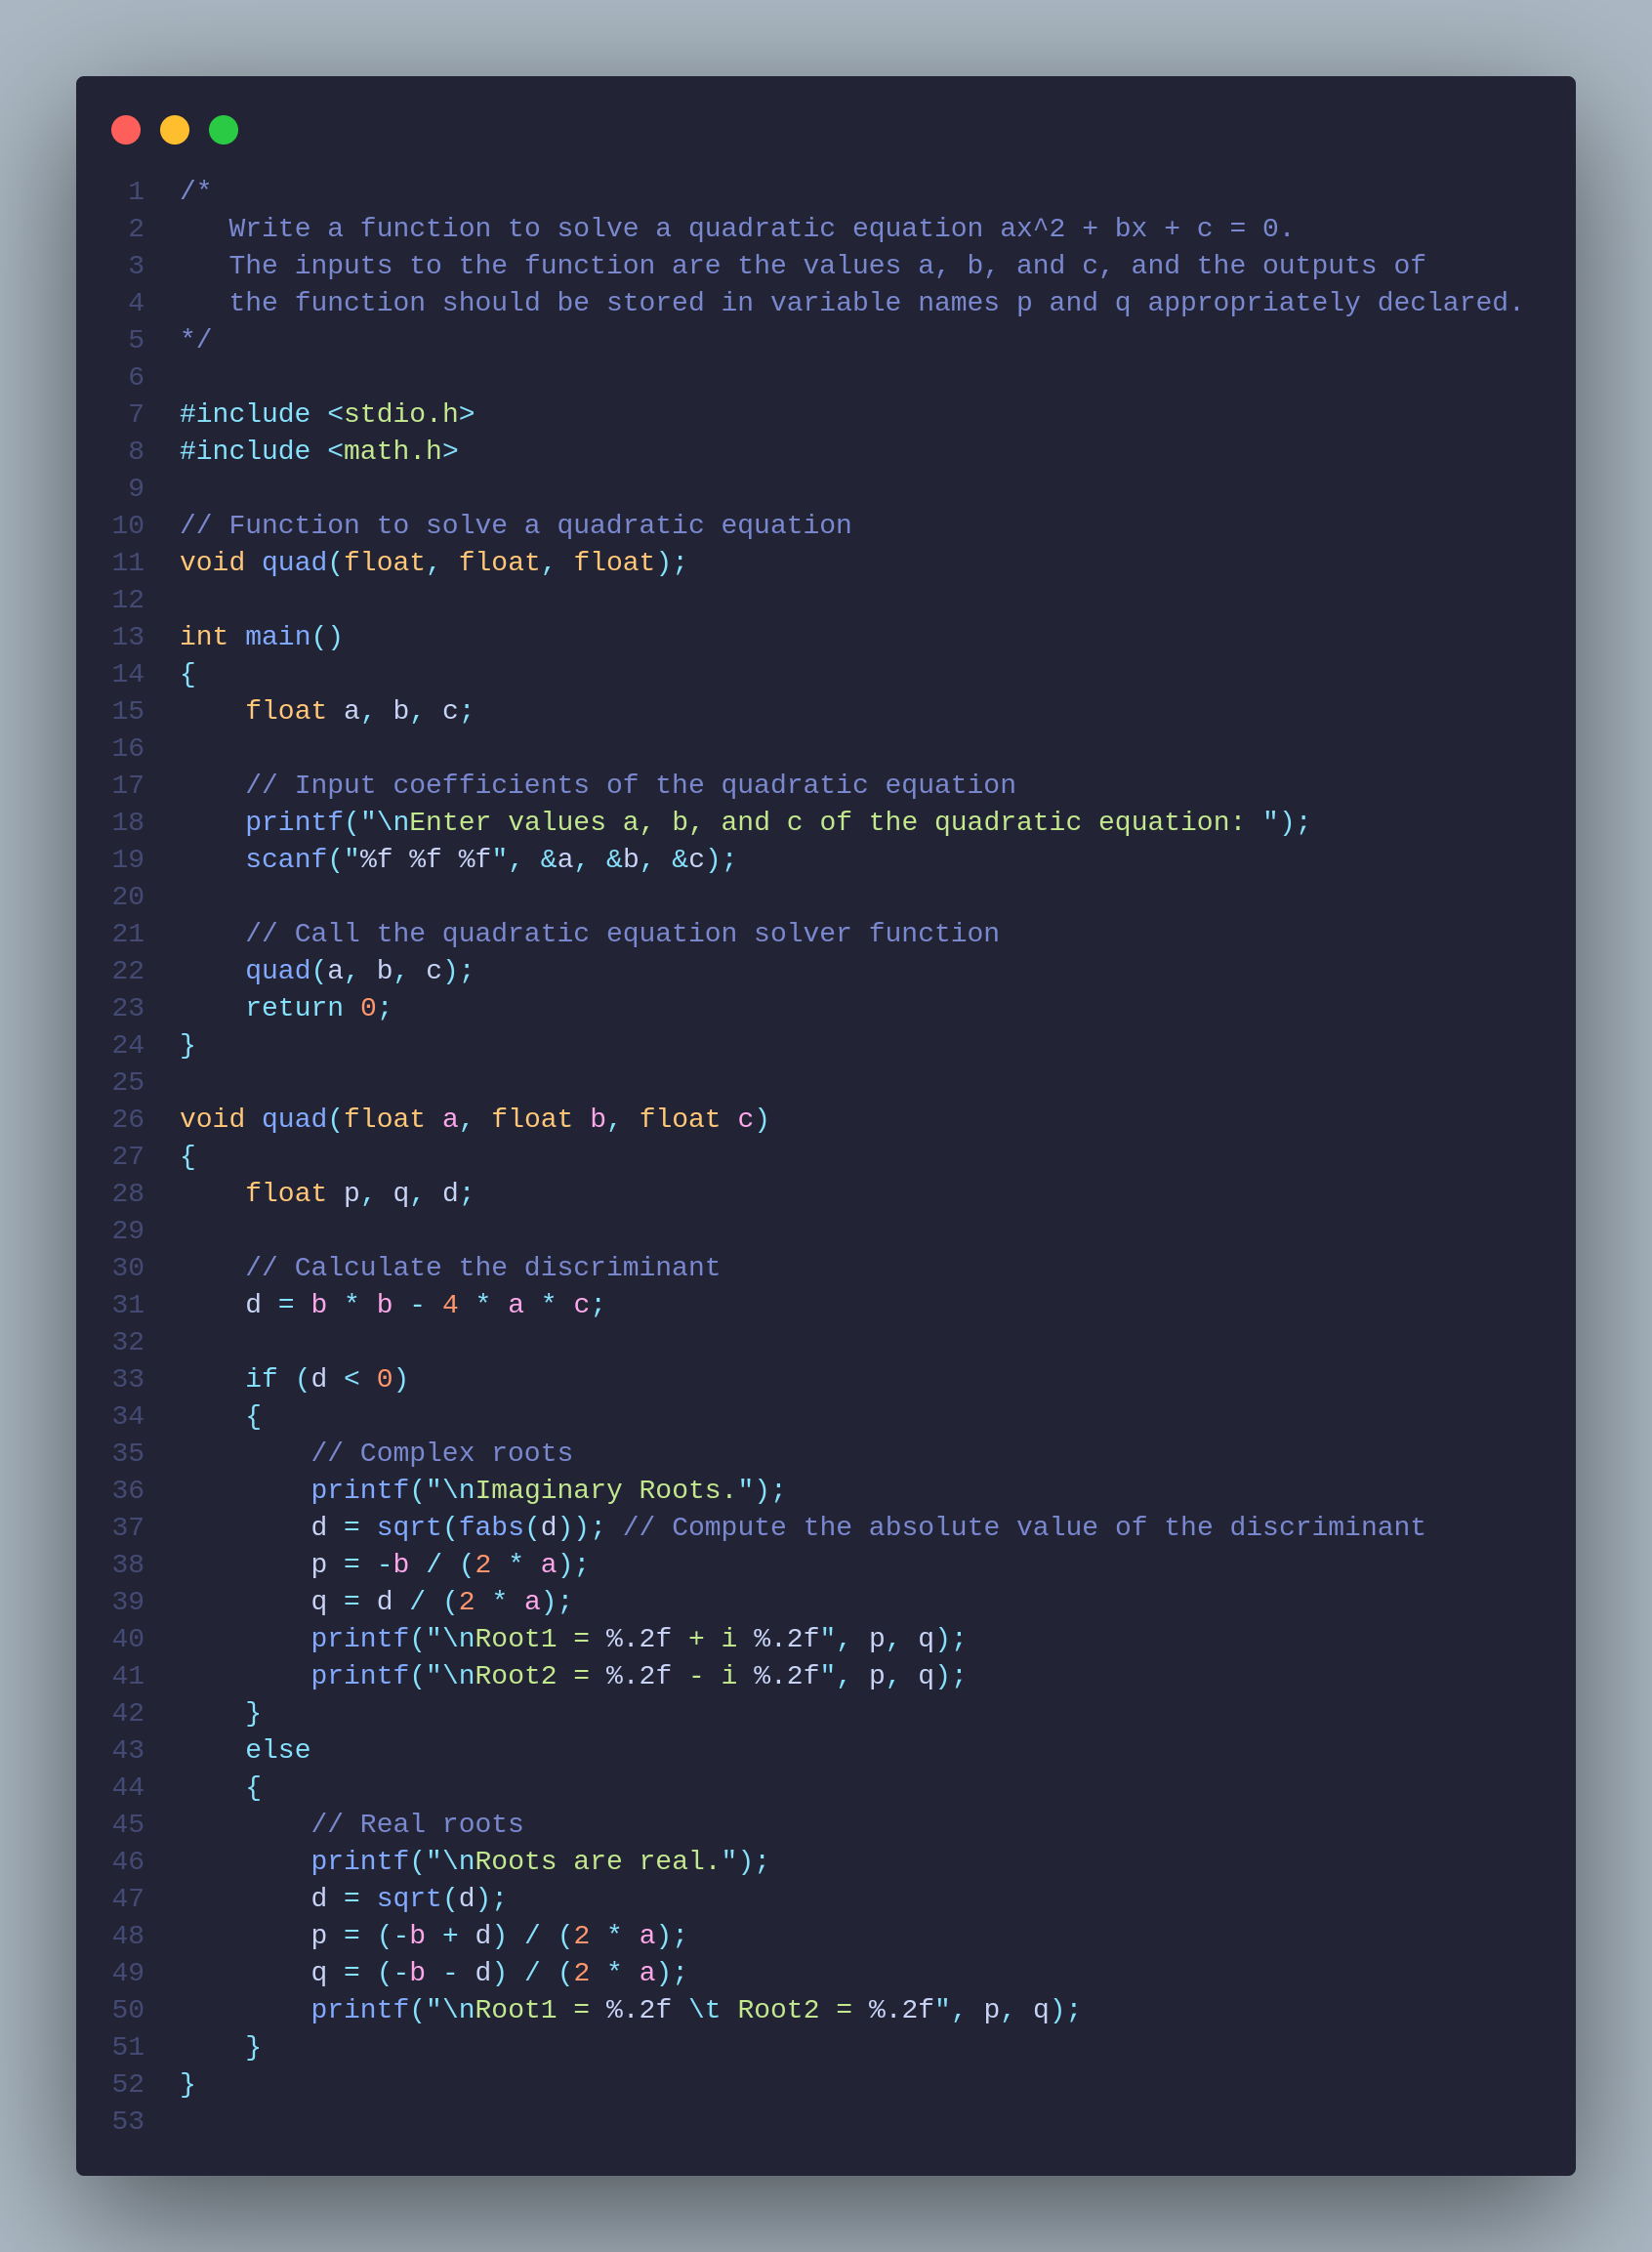 1 /*
2    Write a function to solve a quadratic equation ax^2 + bx + c = 0.
3    The inputs to the function are the values a, b, and c, and the outputs of
4    the function should be stored in variable names p and q appropriately declared.
5 */
6
7 #include <stdio.h>
8 #include <math.h>
9
10 // Function to solve a quadratic equation
11 void quad(float, float, float);
12
13 int main()
14 {
15     float a, b, c;
16
17     // Input coefficients of the quadratic equation
18     printf("\nEnter values a, b, and c of the quadratic equation: ");
19     scanf("%f %f %f", &a, &b, &c);
20
21     // Call the quadratic equation solver function
22     quad(a, b, c);
23     return 0;
24 }
25
26 void quad(float a, float b, float c)
27 {
28     float p, q, d;
29
30     // Calculate the discriminant
31     d = b * b - 4 * a * c;
32
33     if (d < 0)
34     {
35         // Complex roots
36         printf("\nImaginary Roots.");
37         d = sqrt(fabs(d)); // Compute the absolute value of the discriminant
38         p = -b / (2 * a);
39         q = d / (2 * a);
40         printf("\nRoot1 = %.2f + i %.2f", p, q);
41         printf("\nRoot2 = %.2f - i %.2f", p, q);
42     }
43     else
44     {
45         // Real roots
46         printf("\nRoots are real.");
47         d = sqrt(d);
48         p = (-b + d) / (2 * a);
49         q = (-b - d) / (2 * a);
50         printf("\nRoot1 = %.2f \t Root2 = %.2f", p, q);
51     }
52 }
53